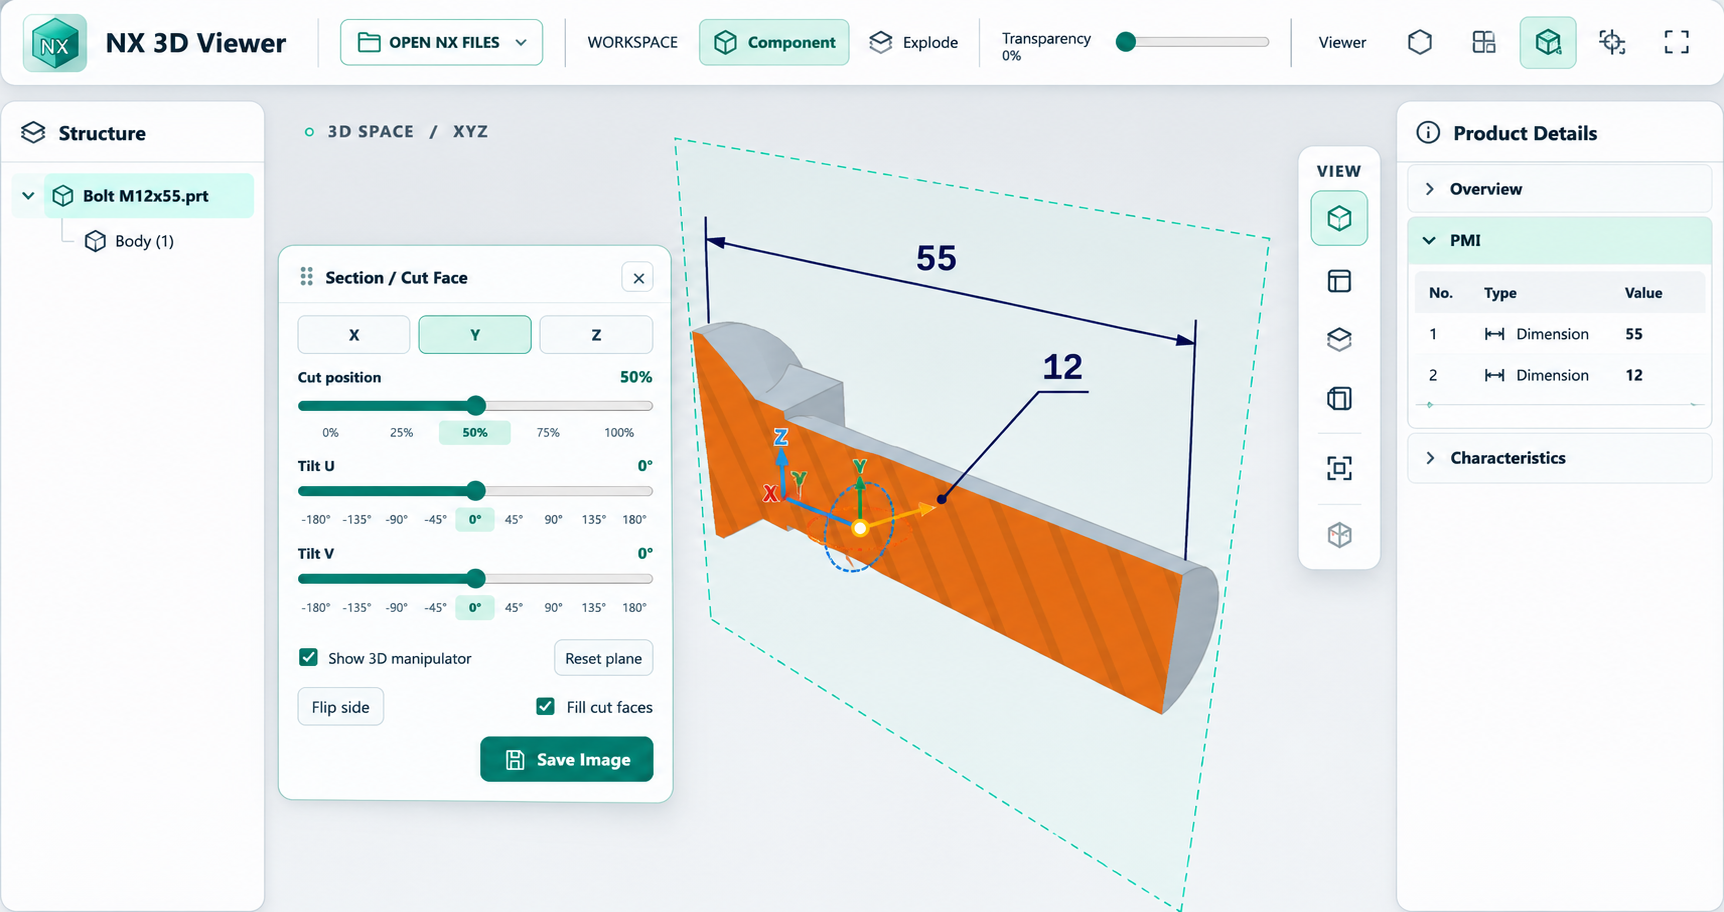 NX
NX 3D Viewer
OPEN NX FILES
WORKSPACE
Component
Explode
Transparency
0%
Viewer
Structure
Bolt M12x55.prt
Body (1)
3D SPACE / XYZ
Section / Cut Face
X Y Z
Cut position 50%
0% 25% 50% 75% 100%
Tilt U 0°
-180° -135° -90° -45° 0° 45° 90° 135° 180°
Tilt V 0°
-180° -135° -90° -45° 0° 45° 90° 135° 180°
Show 3D manipulator
Reset plane
Flip side
Fill cut faces
Save Image
55
12
Z
X
Y
Y
VIEW
Product Details
Overview
PMI
No. Type Value
1 Dimension 55
2 Dimension 12
Characteristics